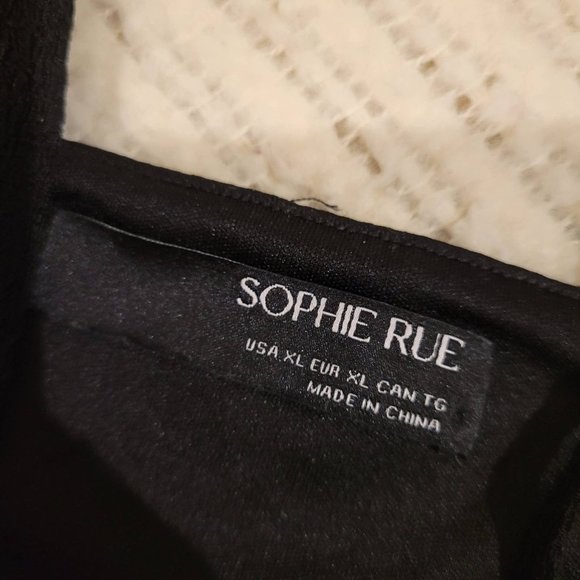 SOPHIE RUE
USA XL EUR XL CAN TG
MADE IN CHINA